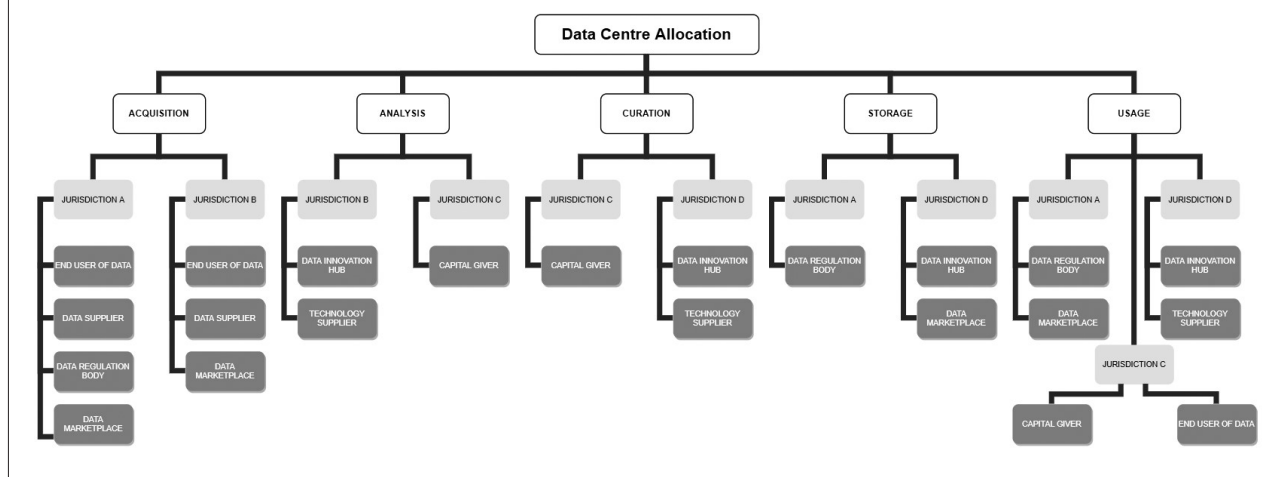 Data Centre Allocation
ACQUISITION
ANALYSIS
CURATION
STORAGE
USAGE
JURISDICTION A
JURISDICTION B
JURISDICTION B
JURISDICTION C
JURISDICTION C
JURISDICTION D
JURISDICTION A
JURISDICTION D
JURISDICTION A
JURISDICTION D
END USER OF DATA
END USER OF DATA
DATA INNOVATION
HUB
CAPITAL GIVER
CAPITAL GIVER
DATA INNOVATION
HUB
DATA REGULATION
BODY
DATA INNOVATION
HUB
DATA REGULATION
BODY
DATA INNOVATION
HUB
DATA SUPPLIER
DATA SUPPLIER
TECHNOLOGY
SUPPLIER
TECHNOLOGY
SUPPLIER
DATA
MARKETPLACE
DATA
MARKETPLACE
TECHNOLOGY
SUPPLIER
DATA REGULATION
BODY
DATA
MARKETPLACE
JURISDICTION C
DATA
MARKETPLACE
CAPITAL GIVER
END USER OF DATA